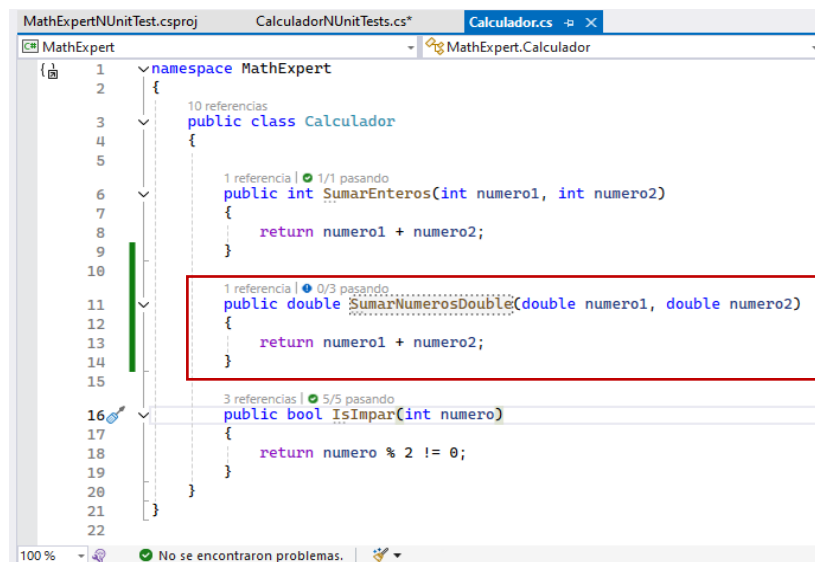 MathExpertNUnitTest.csproj CalculadorNUnitTests.cs* Calculador.cs
C# MathExpert MathExpert.Calculador
1 namespace MathExpert
2 {
10 referencias
3 public class Calculador
4 {
5
1 referencia | 1/1 pasando
6 public int SumarEnteros(int numero1, int numero2)
7 {
8 return numero1 + numero2;
9 }
10
1 referencia | 0/3 pasando
11 public double SumarNumerosDouble(double numero1, double numero2)
12 {
13 return numero1 + numero2;
14 }
15
3 referencias | 5/5 pasando
16 public bool IsImpar(int numero)
17 {
18 return numero % 2 != 0;
19 }
20 }
21 }
22
100 % No se encontraron problemas.